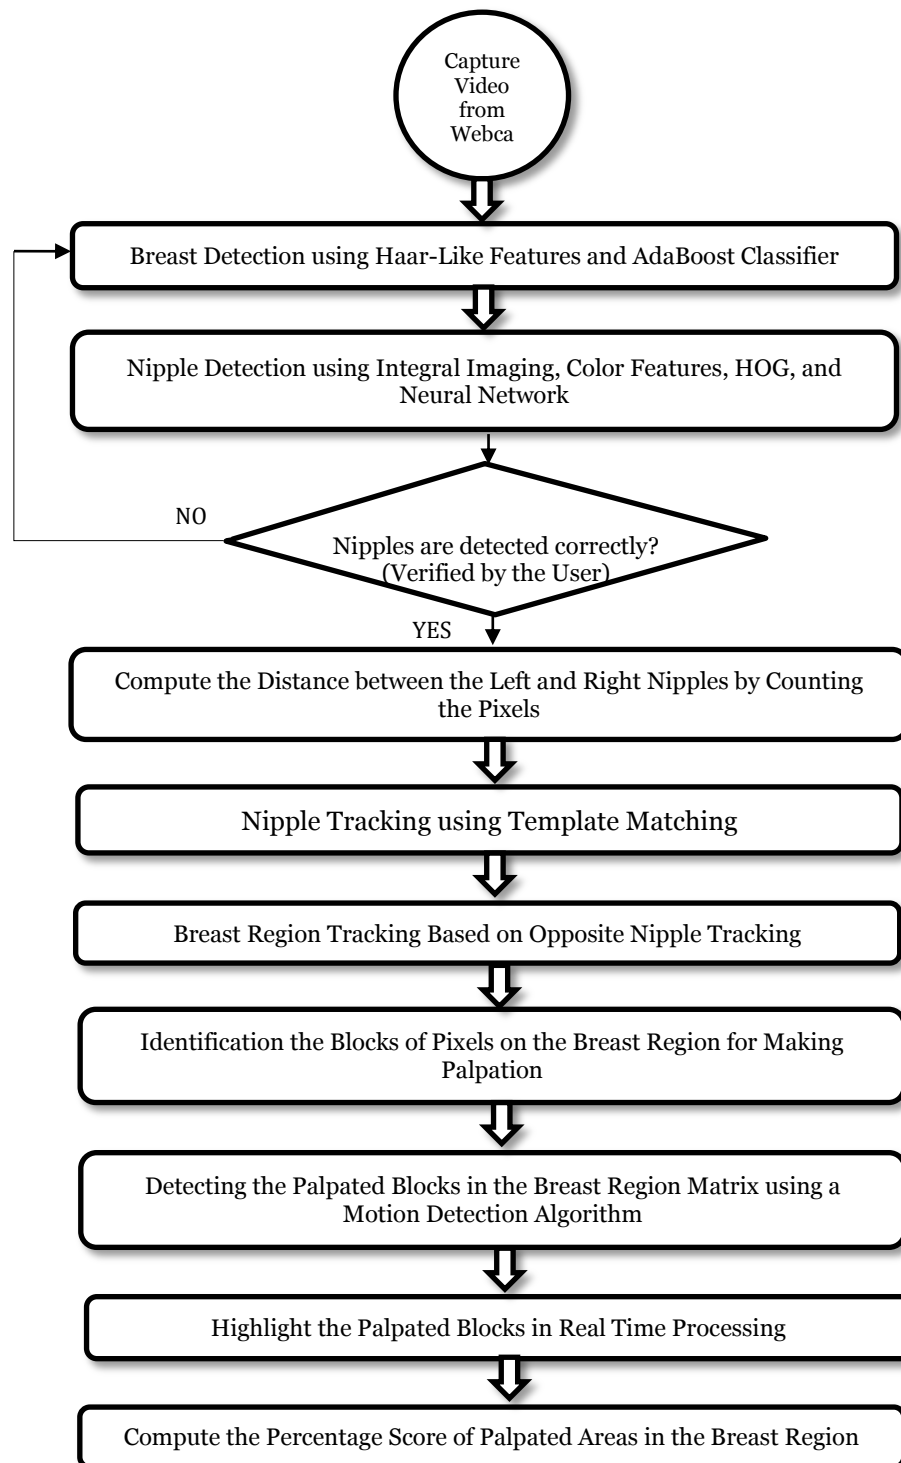 Capture
Video
from
Webca
Breast Detection using Haar-Like Features and AdaBoost Classifier
Nipple Detection using Integral Imaging, Color Features, HOG, and
Neural Network
NO
Nipples are detected correctly?
(Verified by the User)
YES
Compute the Distance between the Left and Right Nipples by Counting
the Pixels
Nipple Tracking using Template Matching
Breast Region Tracking Based on Opposite Nipple Tracking
Identification the Blocks of Pixels on the Breast Region for Making
Palpation
Detecting the Palpated Blocks in the Breast Region Matrix using a
Motion Detection Algorithm
Highlight the Palpated Blocks in Real Time Processing
Compute the Percentage Score of Palpated Areas in the Breast Region